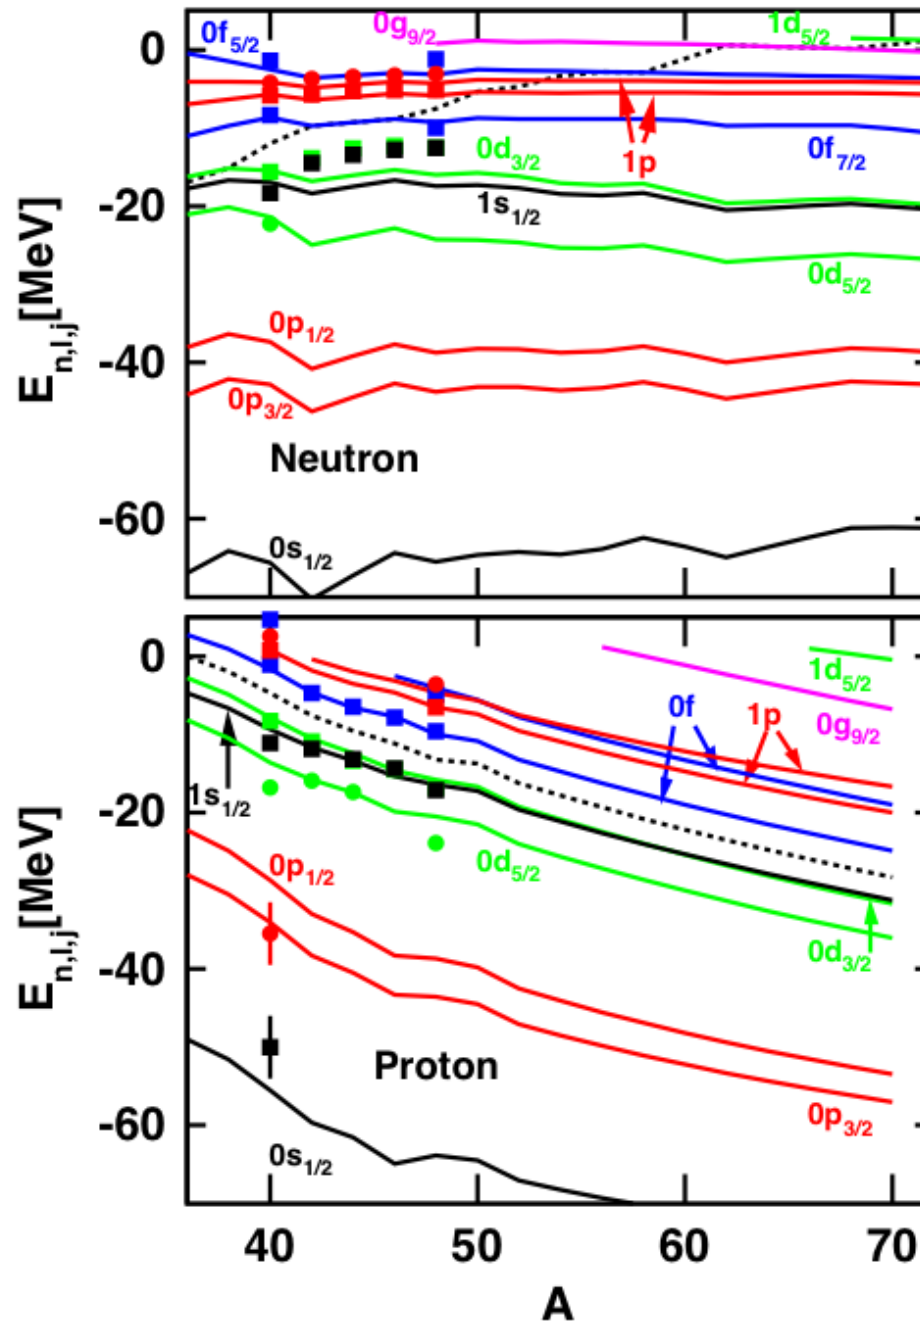 0f5/2
0g9/2
1d5/2
0
0d3/2
1p
0f7/2
-20
1s1/2
0d5/2
En,l,j[MeV]
0p1/2
-40
0p3/2
Neutron
-60
0s1/2
0
1d5/2
0f
1p
0g9/2
1s1/2
-20
0p1/2
0d5/2
En,l,j[MeV]
0d3/2
-40
Proton
0p3/2
-60
0s1/2
40 50 60 70
A